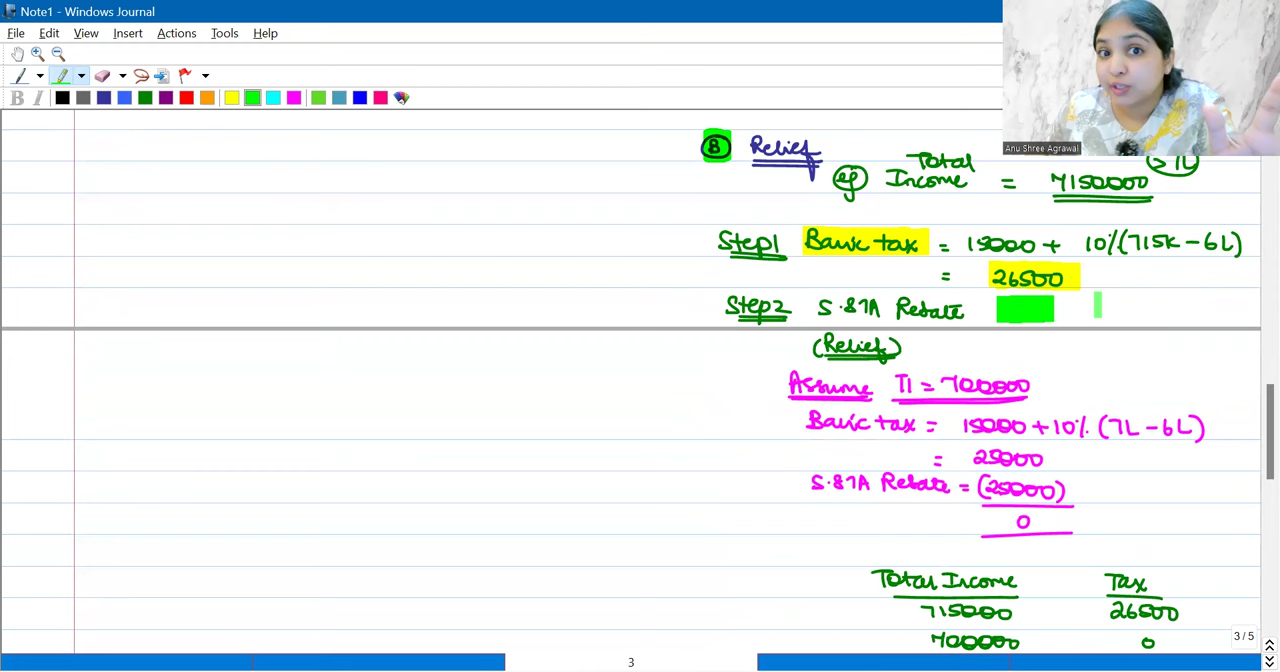 Note1 - Windows Journal
File Edit View Insert Actions Tools Help
B I
Anu Shree Agrawal
B Relief
eg Total Income = 7150000
Step1 Basic tax = 15000 + 10%(715K - 6L)
= 26500
Step2 S.87A Rebate
(Relief)
Assume TI = 700000
Basic tax = 15000 + 10% (7L - 6L)
= 25000
S.87A Rebate = (25000)
0
Total Income Tax
715000 26500
700000 0
3 / 5
3